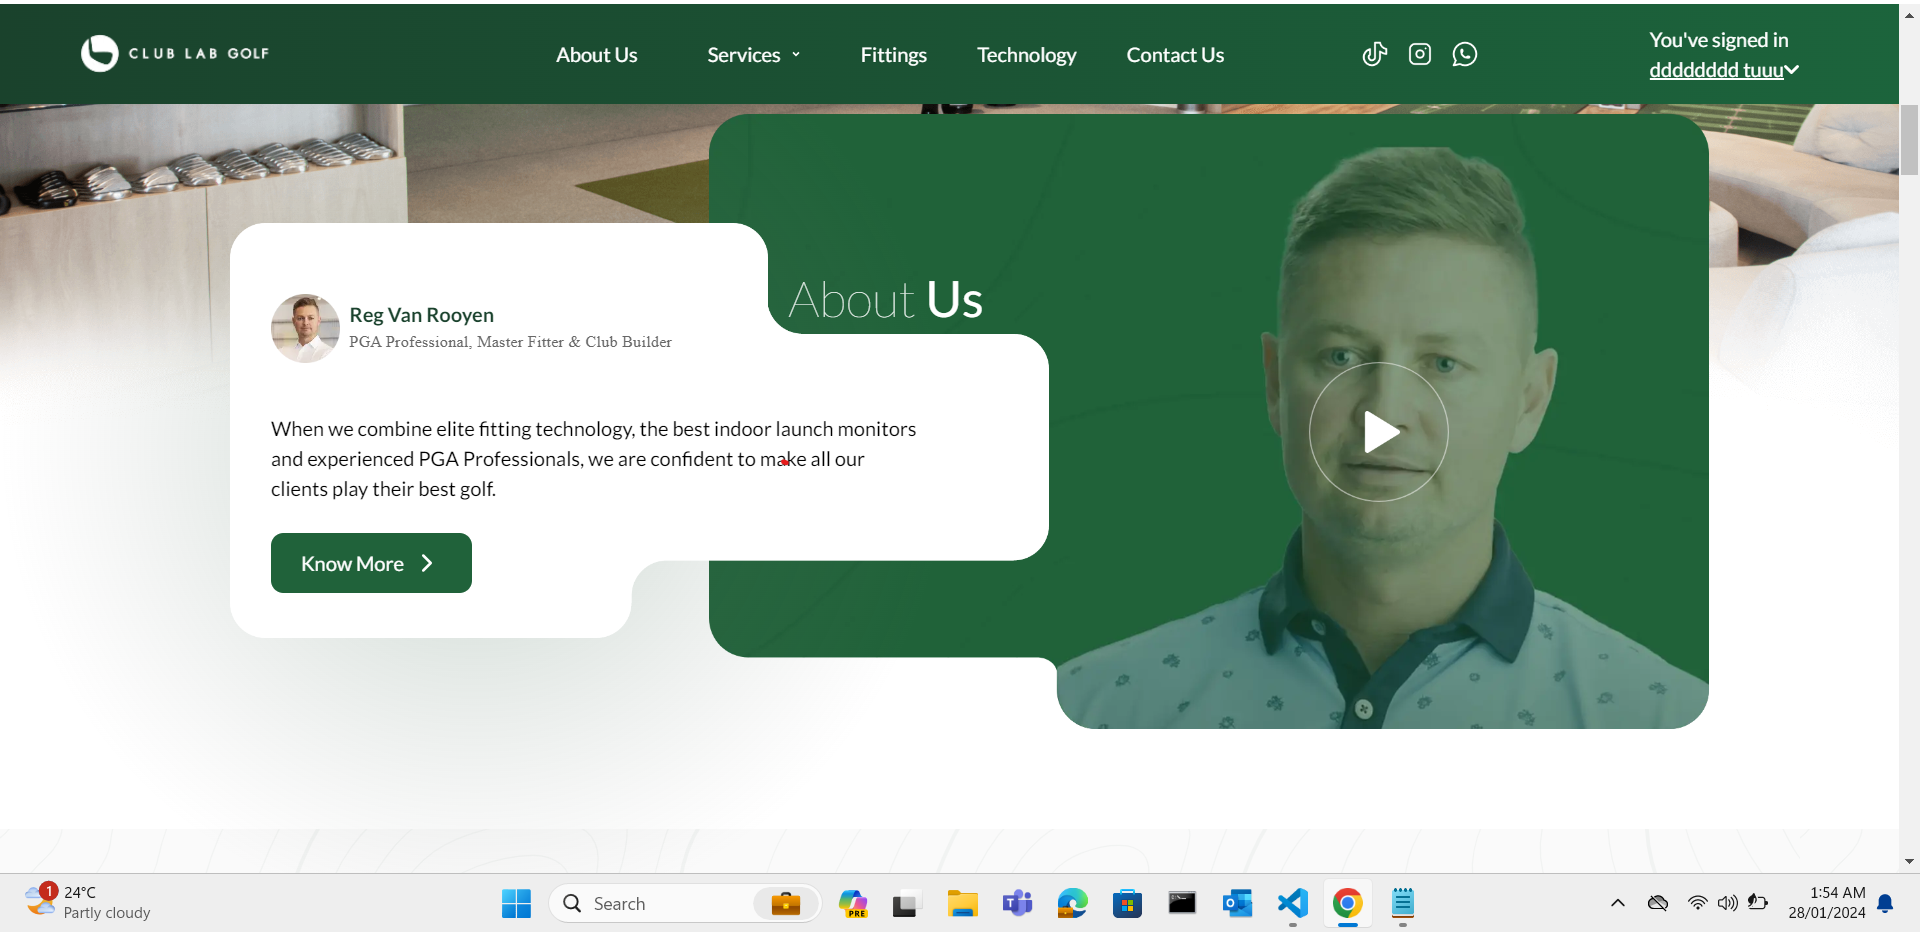 CLUB LAB GOLF
About Us
Services
Fittings
Technology
Contact Us
You've signed in
dddddddd tuuu
About Us
Reg Van Rooyen
PGA Professional, Master Fitter & Club Builder
When we combine elite fitting technology, the best indoor launch monitors
and experienced PGA Professionals, we are confident to make all our
clients play their best golf.
Know More
1
24°C
Partly cloudy
Search
PRE
1:54 AM
28/01/2024